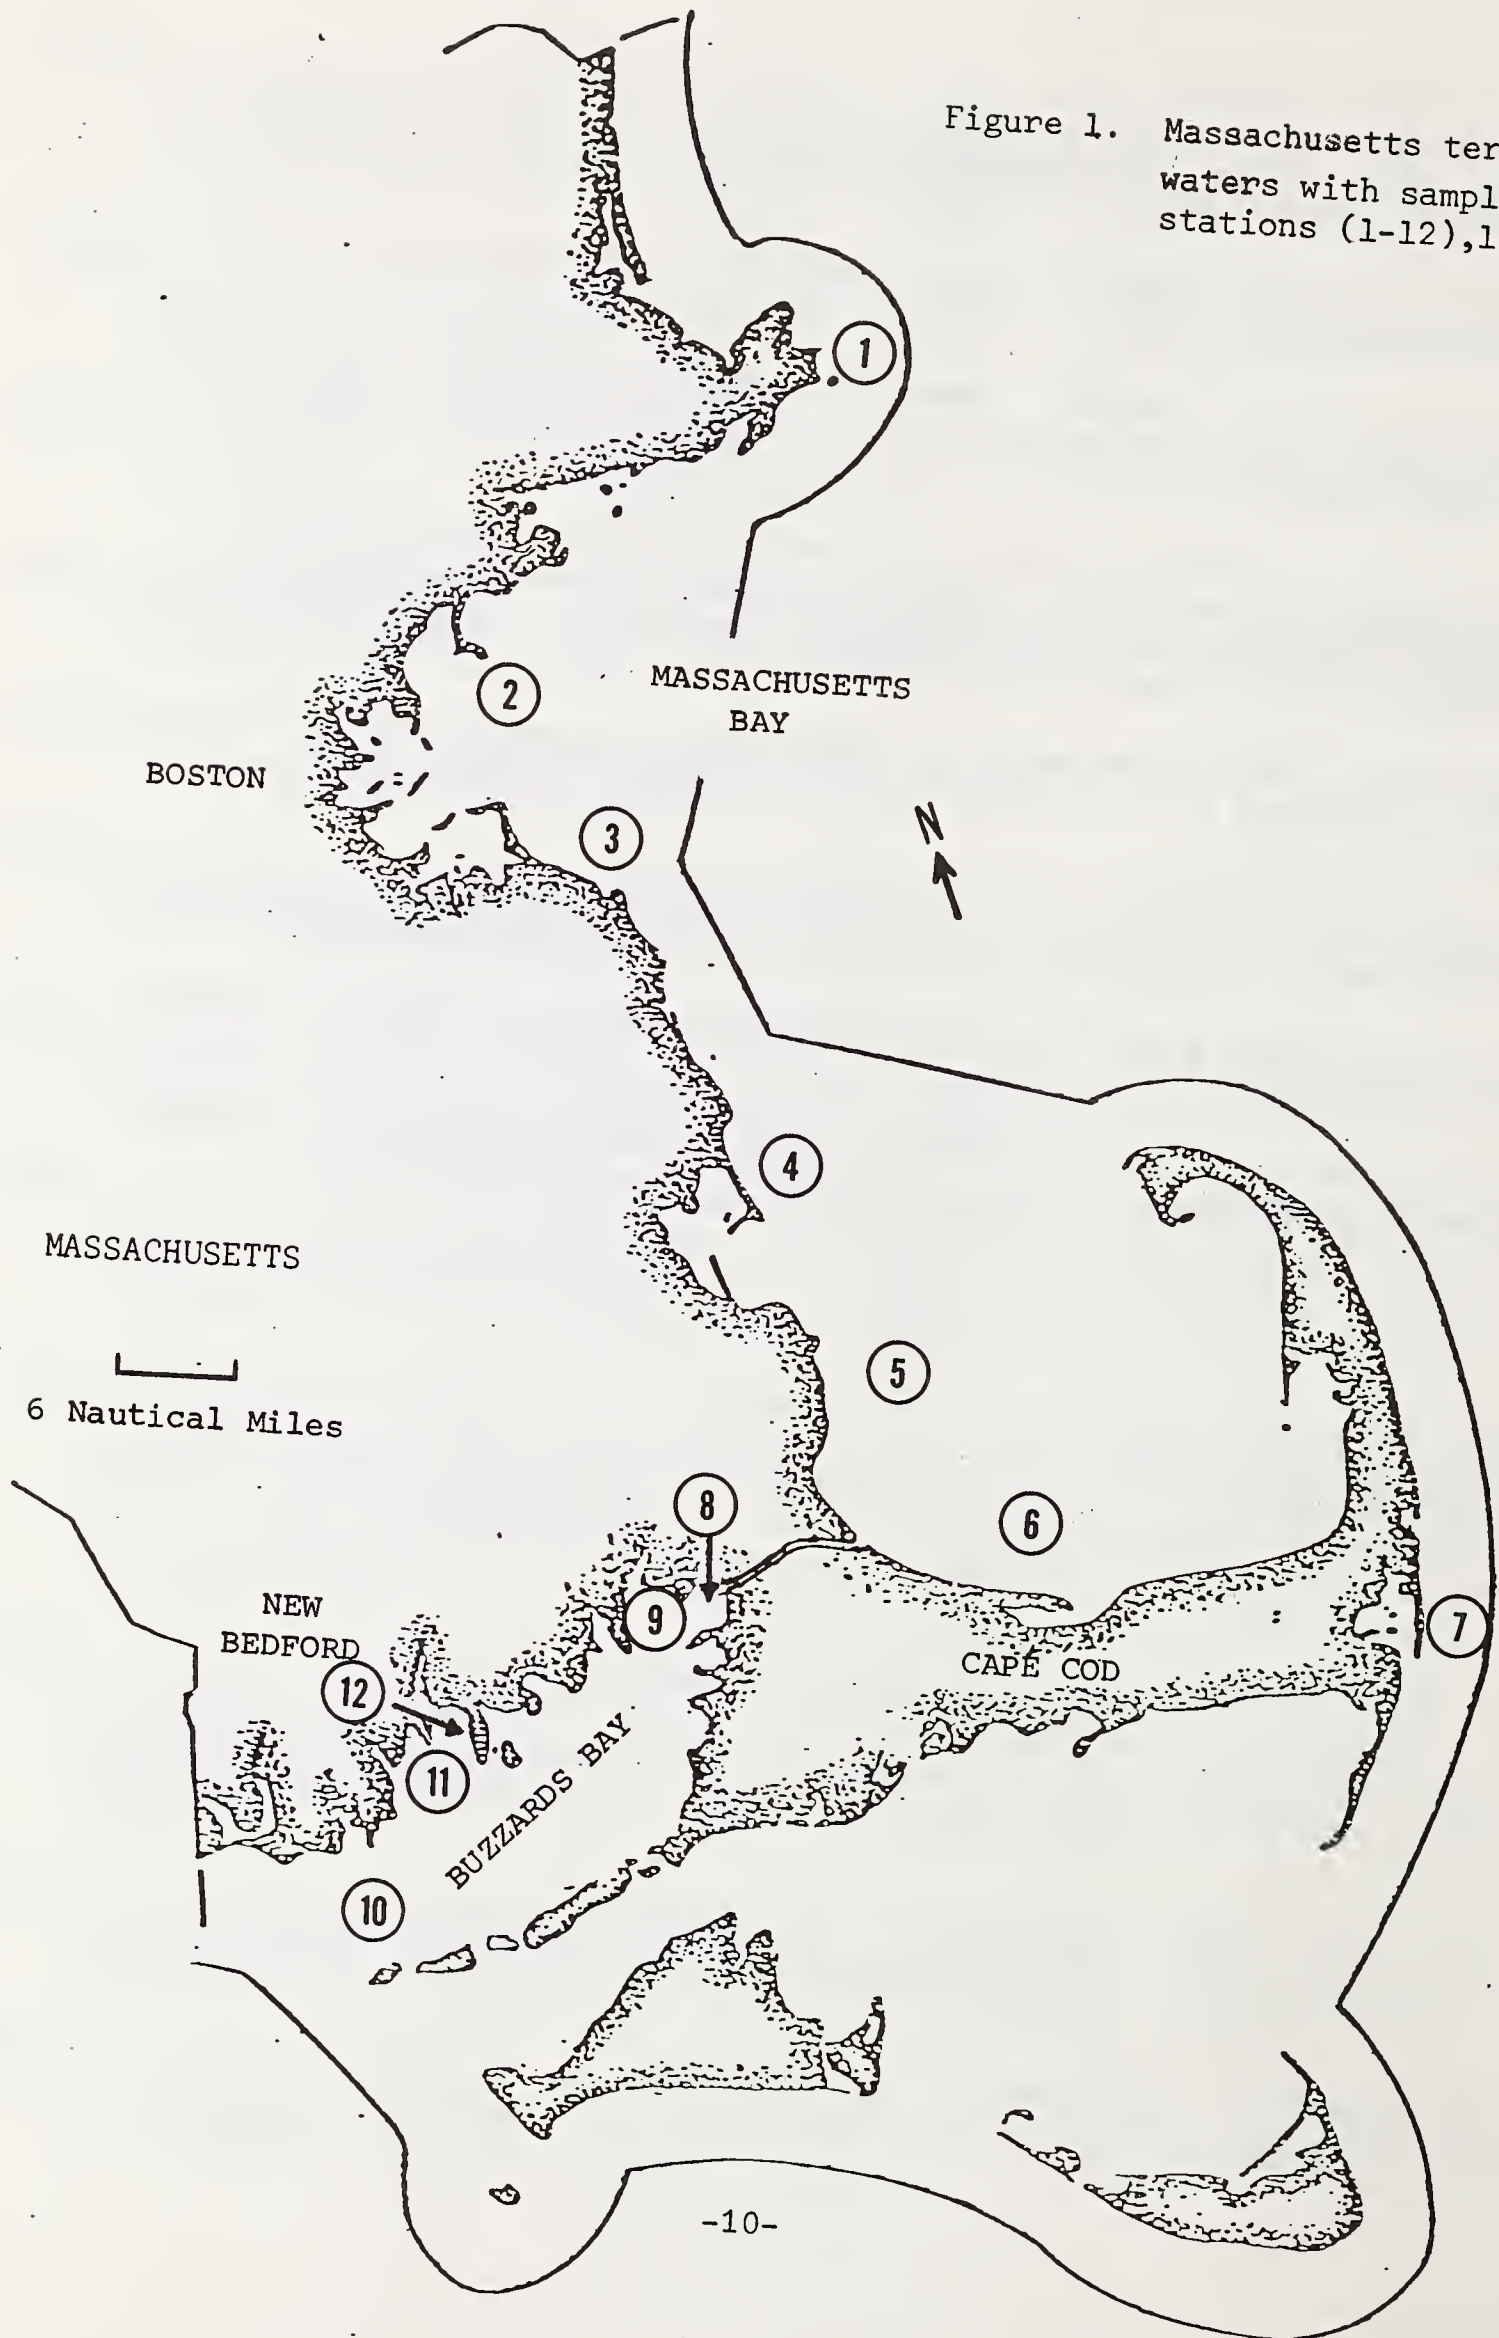 Figure 1. Massachusetts ter
waters with sampl
stations (1-12),1
1
2
MASSACHUSETTS
BAY
BOSTON
3
N
4
MASSACHUSETTS
5
6 Nautical Miles
8
6
9
7
NEW
BEDFORD
CAPE COD
12
11
BUZZARDS BAY
10
-10-